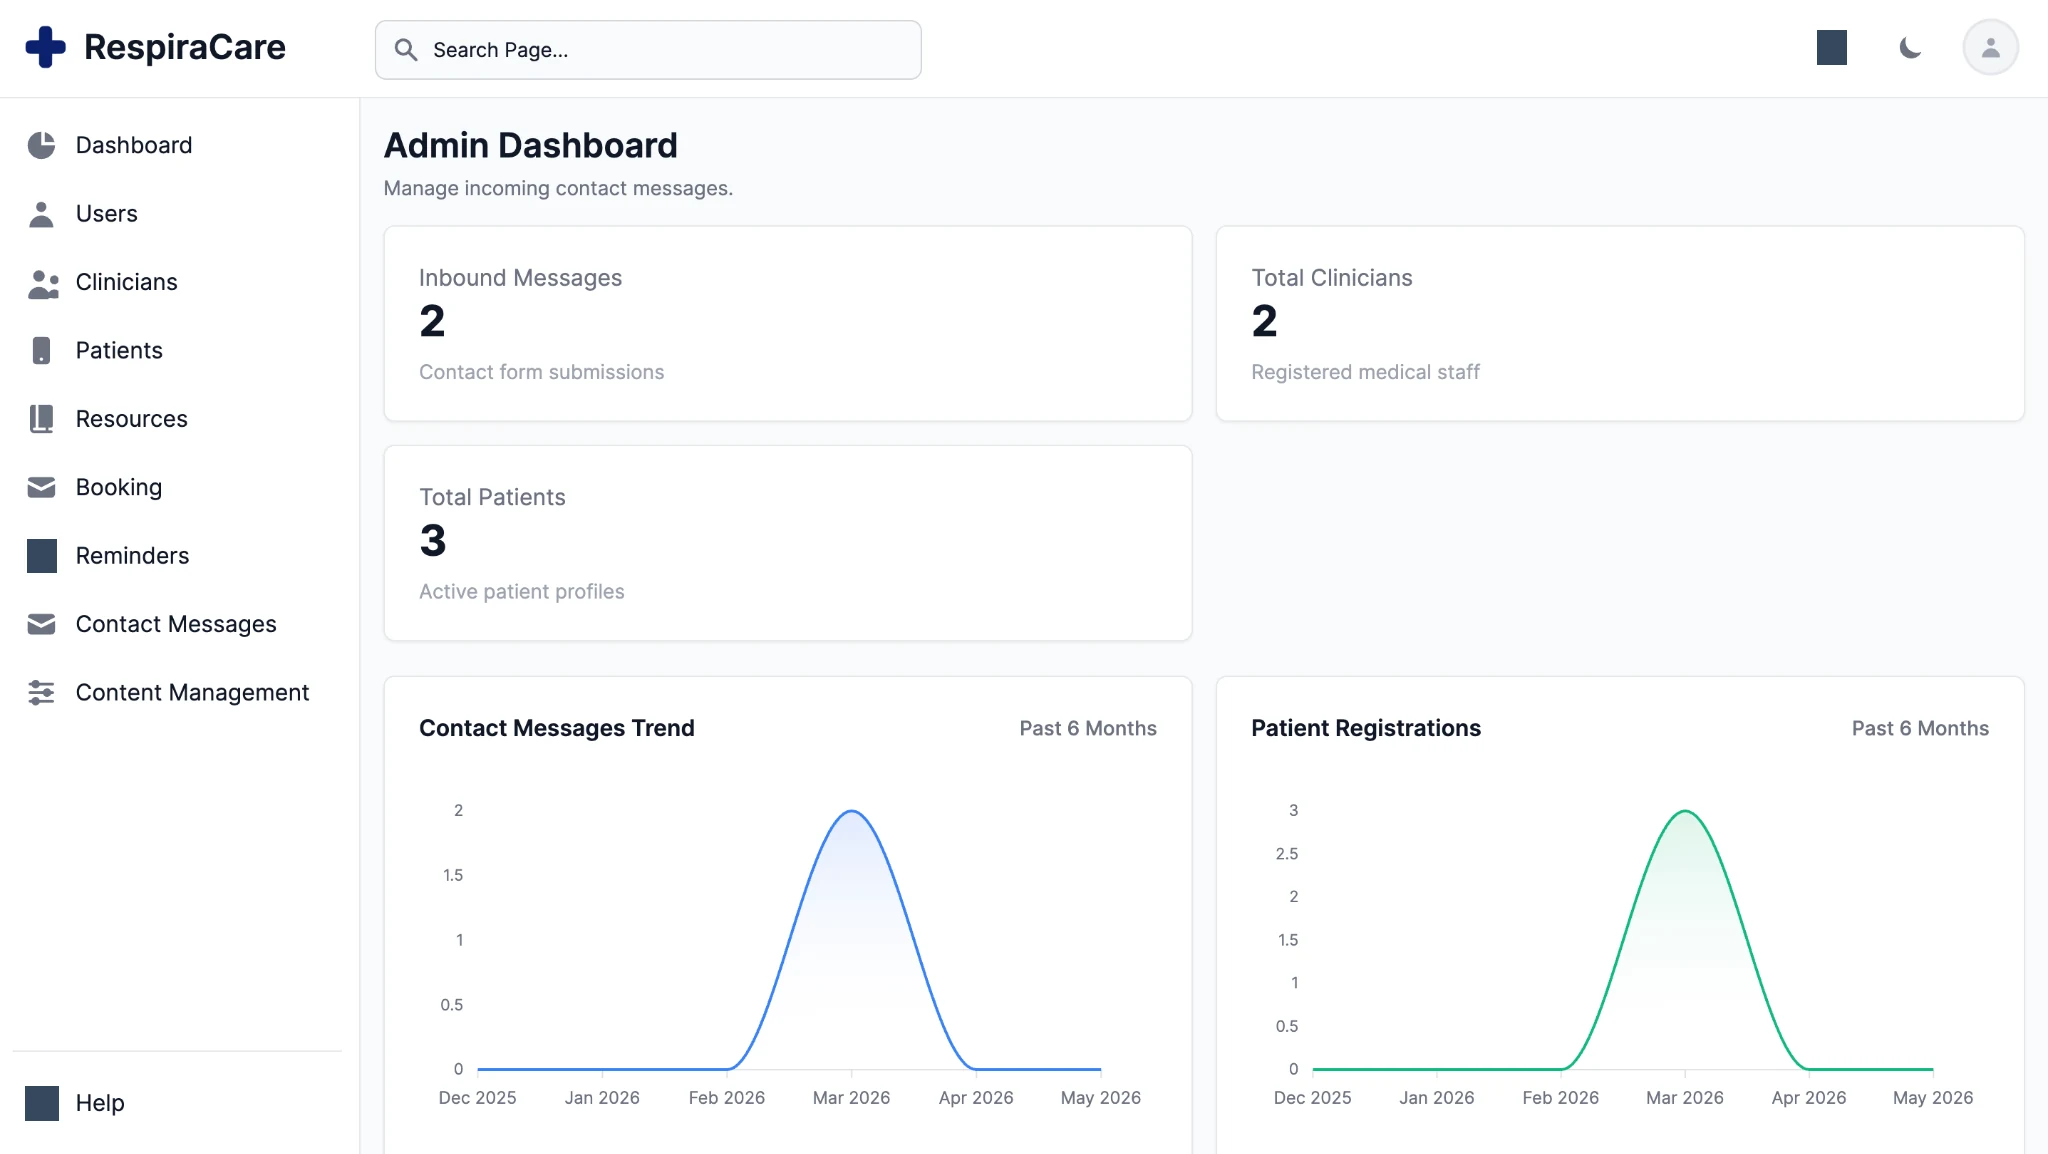 RespiraCare
Search Page...
Dashboard
Users
Clinicians
Patients
Resources
Booking
Reminders
Contact Messages
Content Management
Help
Admin Dashboard
Manage incoming contact messages.
Inbound Messages
2
Contact form submissions
Total Clinicians
2
Registered medical staff
Total Patients
3
Active patient profiles
Contact Messages Trend
Past 6 Months
2
1.5
1
0.5
0
Dec 2025 Jan 2026 Feb 2026 Mar 2026 Apr 2026 May 2026
Patient Registrations
Past 6 Months
3
2.5
2
1.5
1
0.5
0
Dec 2025 Jan 2026 Feb 2026 Mar 2026 Apr 2026 May 2026